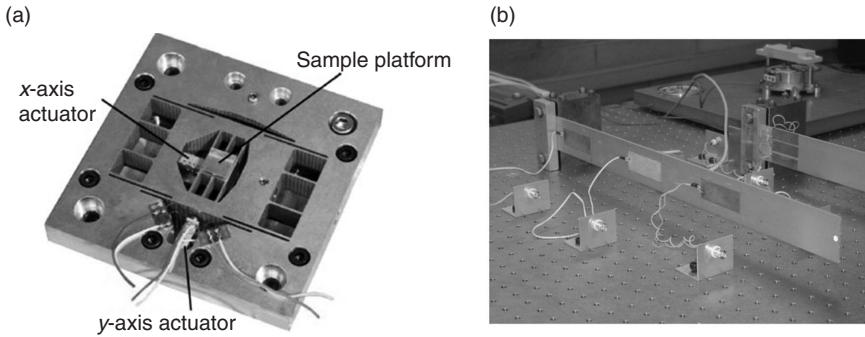 (a)
(b)
Sample platform
x-axis
actuator
y-axis actuator